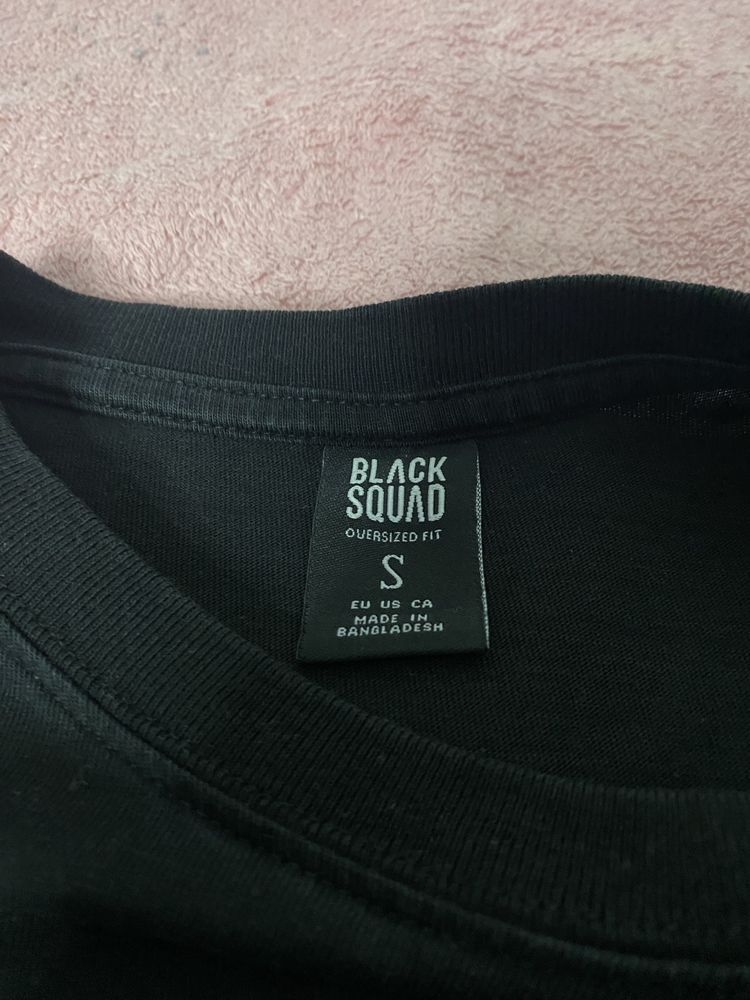 BLACK
SQUAD
OVERSIZED FIT
S
EU US CA
MADE IN
BANGLADESH